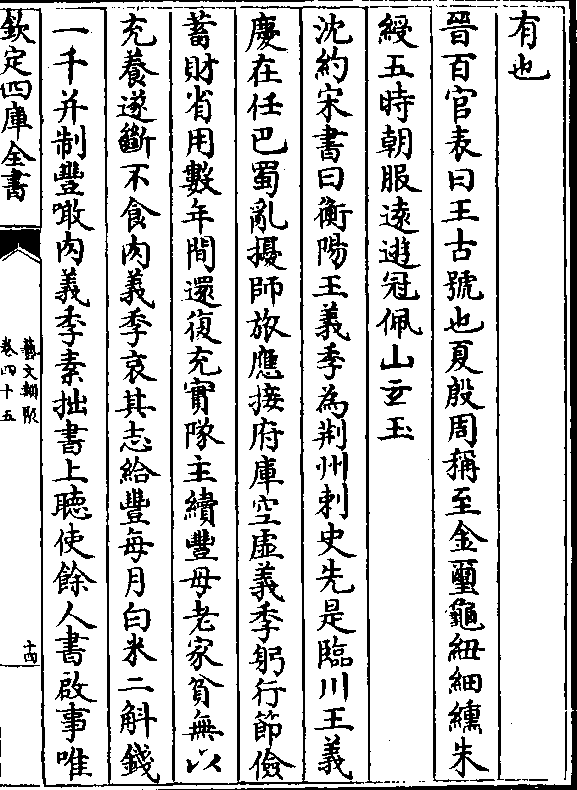 有也
晉百官表曰王古號也夏殷周稱至金璽龜紐細纁朱
綬五時朝服遠遊冠佩山玄玉
沈約宋書曰衡陽王義季為荆州刺史先是臨川王義
慶在任巴蜀亂擾師旅應接府庫空虛義季躬行節儉
蓄財省用數年間還復充實隊主續豐母老家貧無以
充養遂斷不食肉義季哀其志給豐每月白米二斛錢
一千并制豐噉肉義季素拙書上聽使餘人書啟事唯
欽定四庫全書
藝文類聚
卷四十五
十四